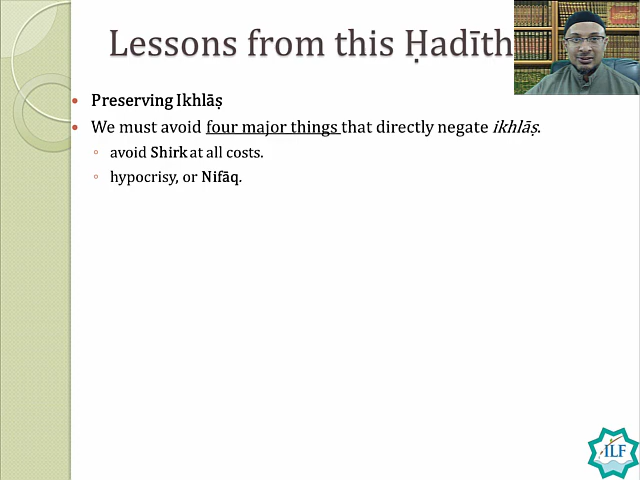 Lessons from this Ḥadīth
Preserving Ikhlāṣ
We must avoid four major things that directly negate ikhlāṣ.
avoid Shirk at all costs.
hypocrisy, or Nifāq.
ILF